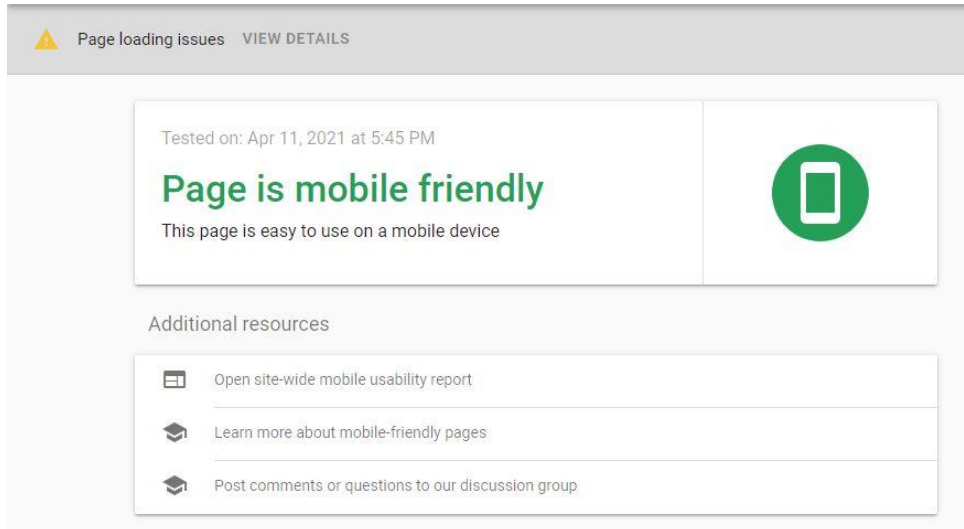 Page loading issues VIEW DETAILS
Tested on: Apr 11, 2021 at 5:45 PM
Page is mobile friendly
This page is easy to use on a mobile device
Additional resources
Open site-wide mobile usability report
Learn more about mobile-friendly pages
Post comments or questions to our discussion group